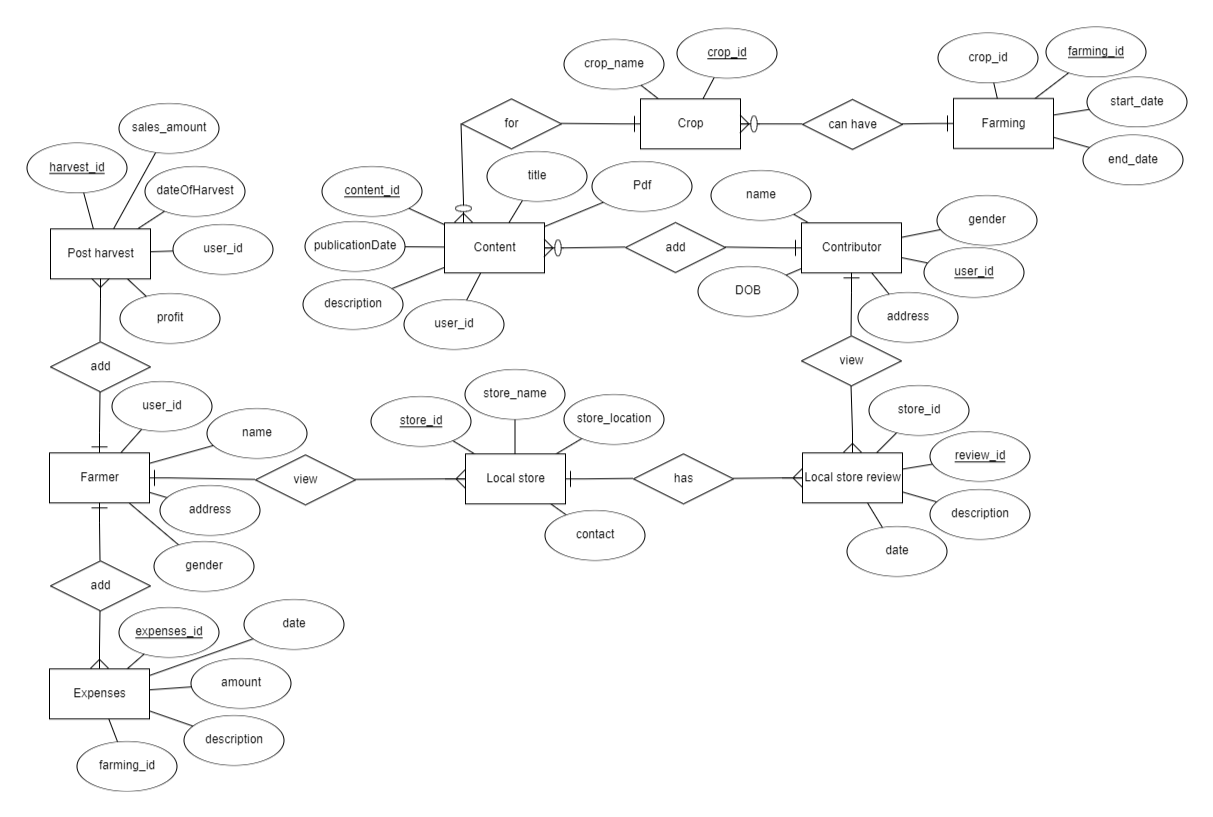 crop_name
crop_id
crop_id
farming_id
start_date
end_date
for
Crop
can have
Farming
sales_amount
harvest_id
dateOfHarvest
user_id
Post harvest
profit
add
content_id
title
Pdf
publicationDate
Content
description
user_id
add
name
Contributor
gender
user_id
DOB
address
view
user_id
name
Farmer
address
gender
view
store_id
store_name
store_location
Local store
contact
has
store_id
review_id
Local store review
description
date
add
expenses_id
date
Expenses
amount
description
farming_id